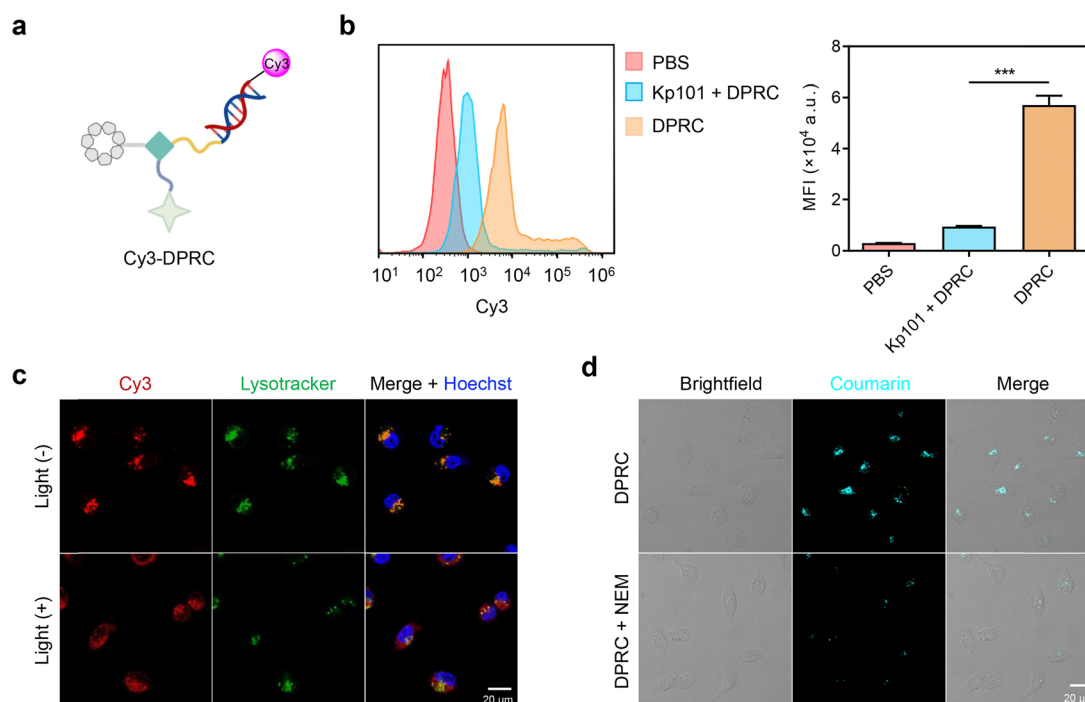 a
Cy3
Cy3-DPRC
b
PBS
Kp101 + DPRC
DPRC
10¹ 10² 10³ 10⁴ 10⁵ 10⁶
Cy3
***
8
6
4
2
0
MFI (×10⁴ a.u.)
PBS
Kp101 + DPRC
DPRC
c
Cy3 Lysotracker Merge + Hoechst
Light (-)
Light (+)
20 μm
d
Brightfield Coumarin Merge
DPRC
DPRC + NEM
20 μm